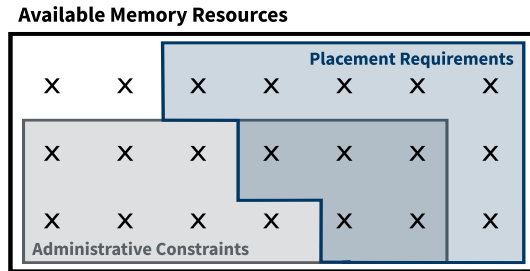 Available Memory Resources
Placement Requirements
X X X X X X X
X X X X X X X
X X X X X X X
Administrative Constraints